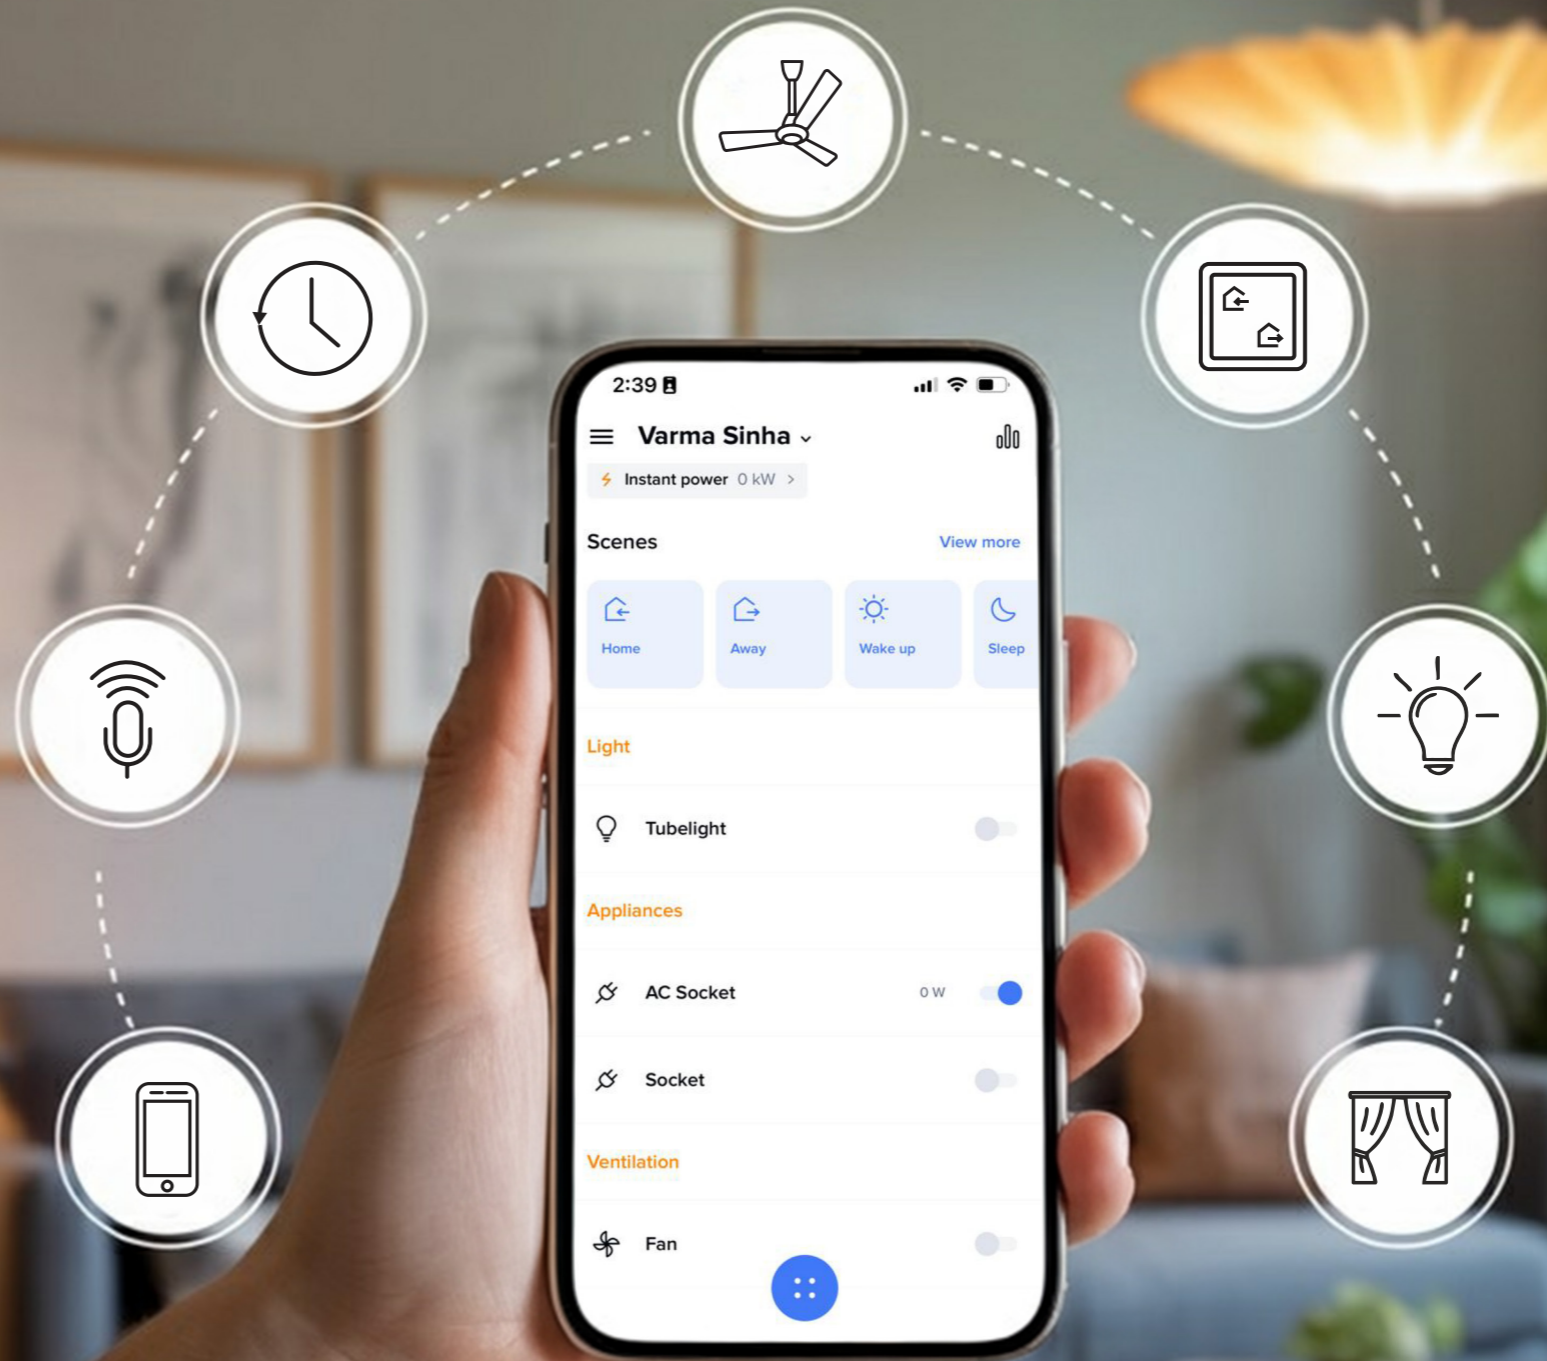 2:39
Varma Sinha
Instant power 0 kW
Scenes View more
Home Away Wake up Sleep
Light
Tubelight
Appliances
AC Socket 0 W
Socket
Ventilation
Fan